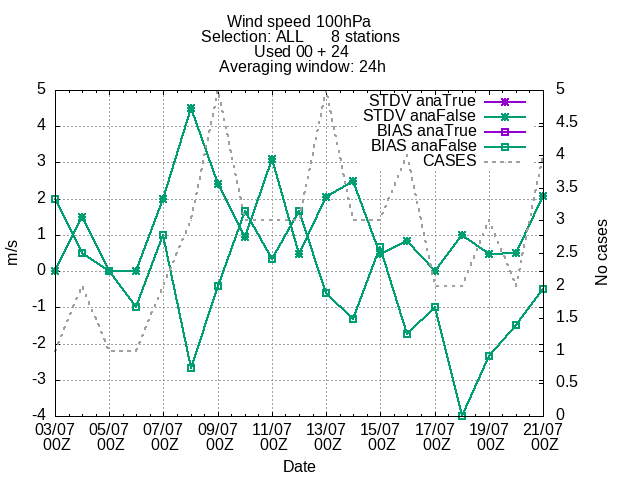 Wind speed 100hPa
Selection: ALL 8 stations
Used 00 + 24
Averaging window: 24h
STDV anaTrue
STDV anaFalse
BIAS anaTrue
BIAS anaFalse
CASES
5
4
3
2
1
0
-1
-2
-3
-4
m/s
5
4.5
4
3.5
3
2.5
2
1.5
1
0.5
0
No cases
03/07 05/07 07/07 09/07 11/07 13/07 15/07 17/07 19/07 21/07
00Z 00Z 00Z 00Z 00Z 00Z 00Z 00Z 00Z 00Z
Date